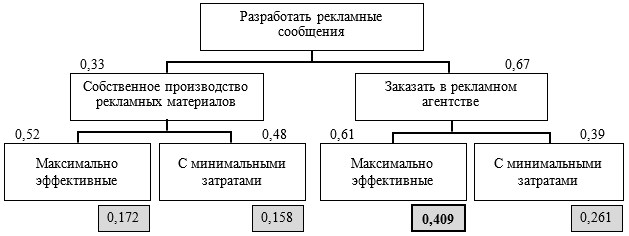 Разработать рекламные
сообщения
0,33
0,67
Собственное производство
рекламных материалов
Заказать в рекламном
агентстве
0,52
0,48
0,61
0,39
Максимально
эффективные
С минимальными
затратами
Максимально
эффективные
С минимальными
затратами
0,172
0,158
0,409
0,261